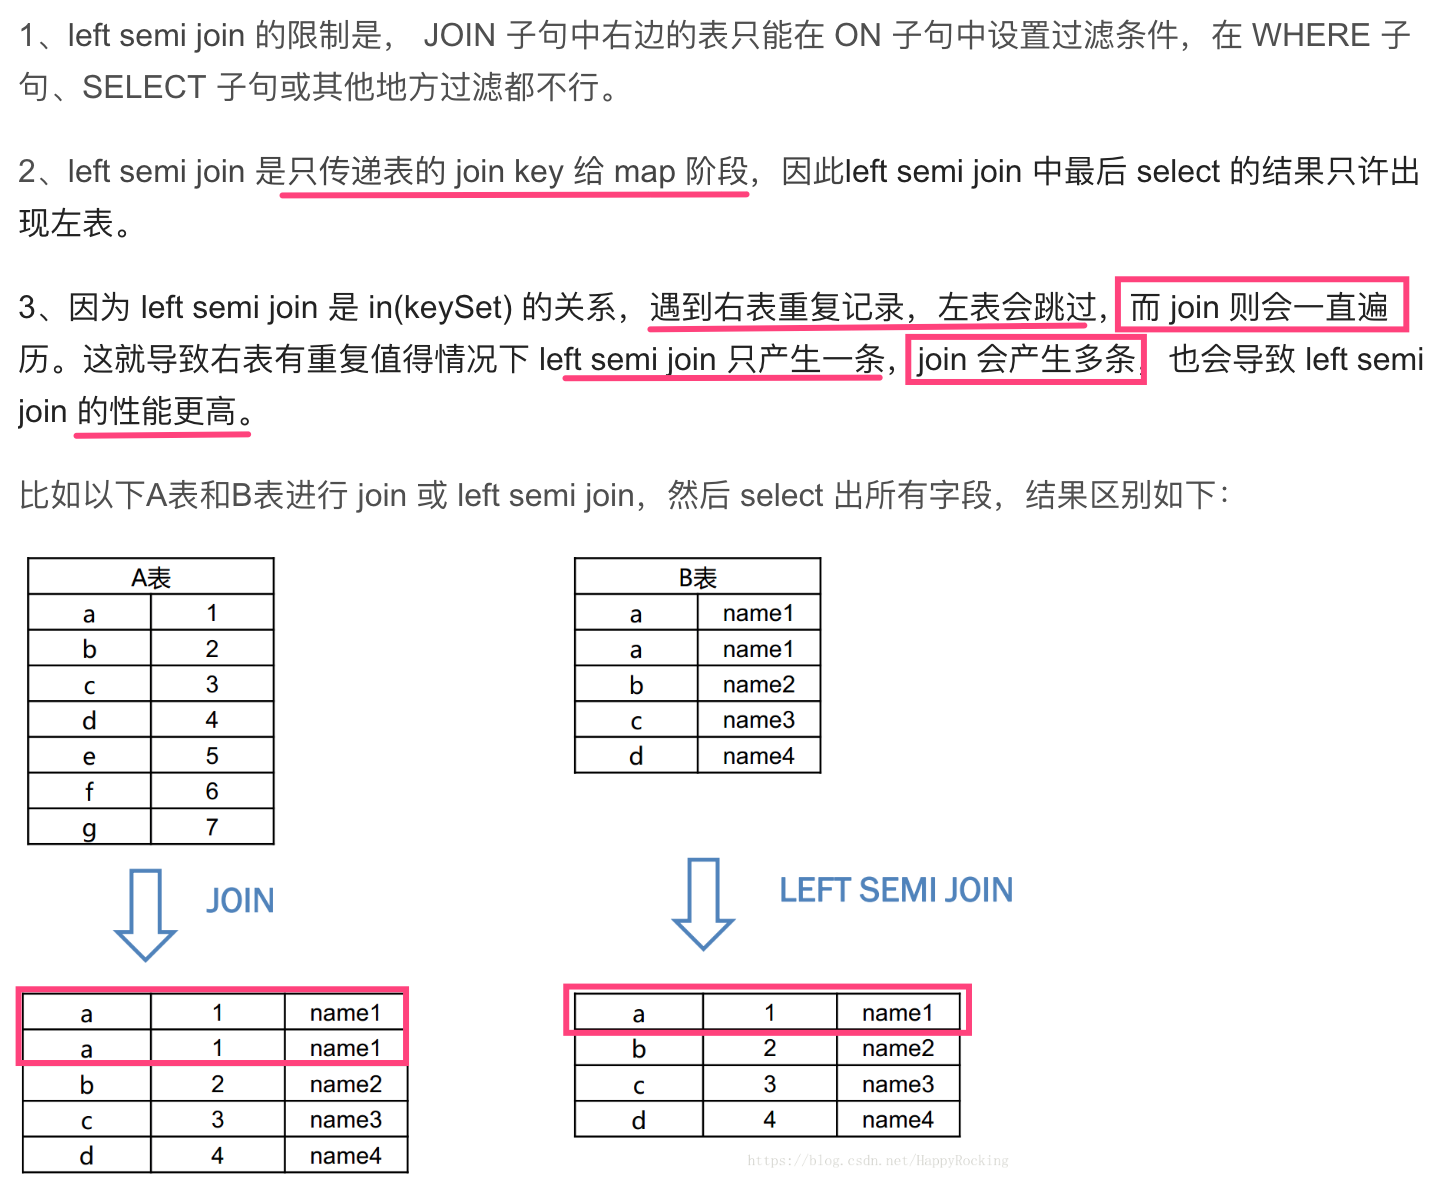 1、left semi join 的限制是， JOIN 子句中右边的表只能在 ON 子句中设置过滤条件，在 WHERE 子
句、SELECT 子句或其他地方过滤都不行。
2、left semi join 是只传递表的 join key 给 map 阶段，因此left semi join 中最后 select 的结果只许出
现左表。
3、因为 left semi join 是 in(keySet) 的关系，遇到右表重复记录，左表会跳过，而 join 则会一直遍
历。这就导致右表有重复值得情况下 left semi join 只产生一条，join 会产生多条，也会导致 left semi
join 的性能更高。
比如以下A表和B表进行 join 或 left semi join，然后 select 出所有字段，结果区别如下：
A表
a 1
b 2
c 3
d 4
e 5
f 6
g 7
B表
a name1
a name1
b name2
c name3
d name4
JOIN
LEFT SEMI JOIN
a 1 name1
a 1 name1
b 2 name2
c 3 name3
d 4 name4
a 1 name1
b 2 name2
c 3 name3
d 4 name4
https://blog.csdn.net/HappyRocking